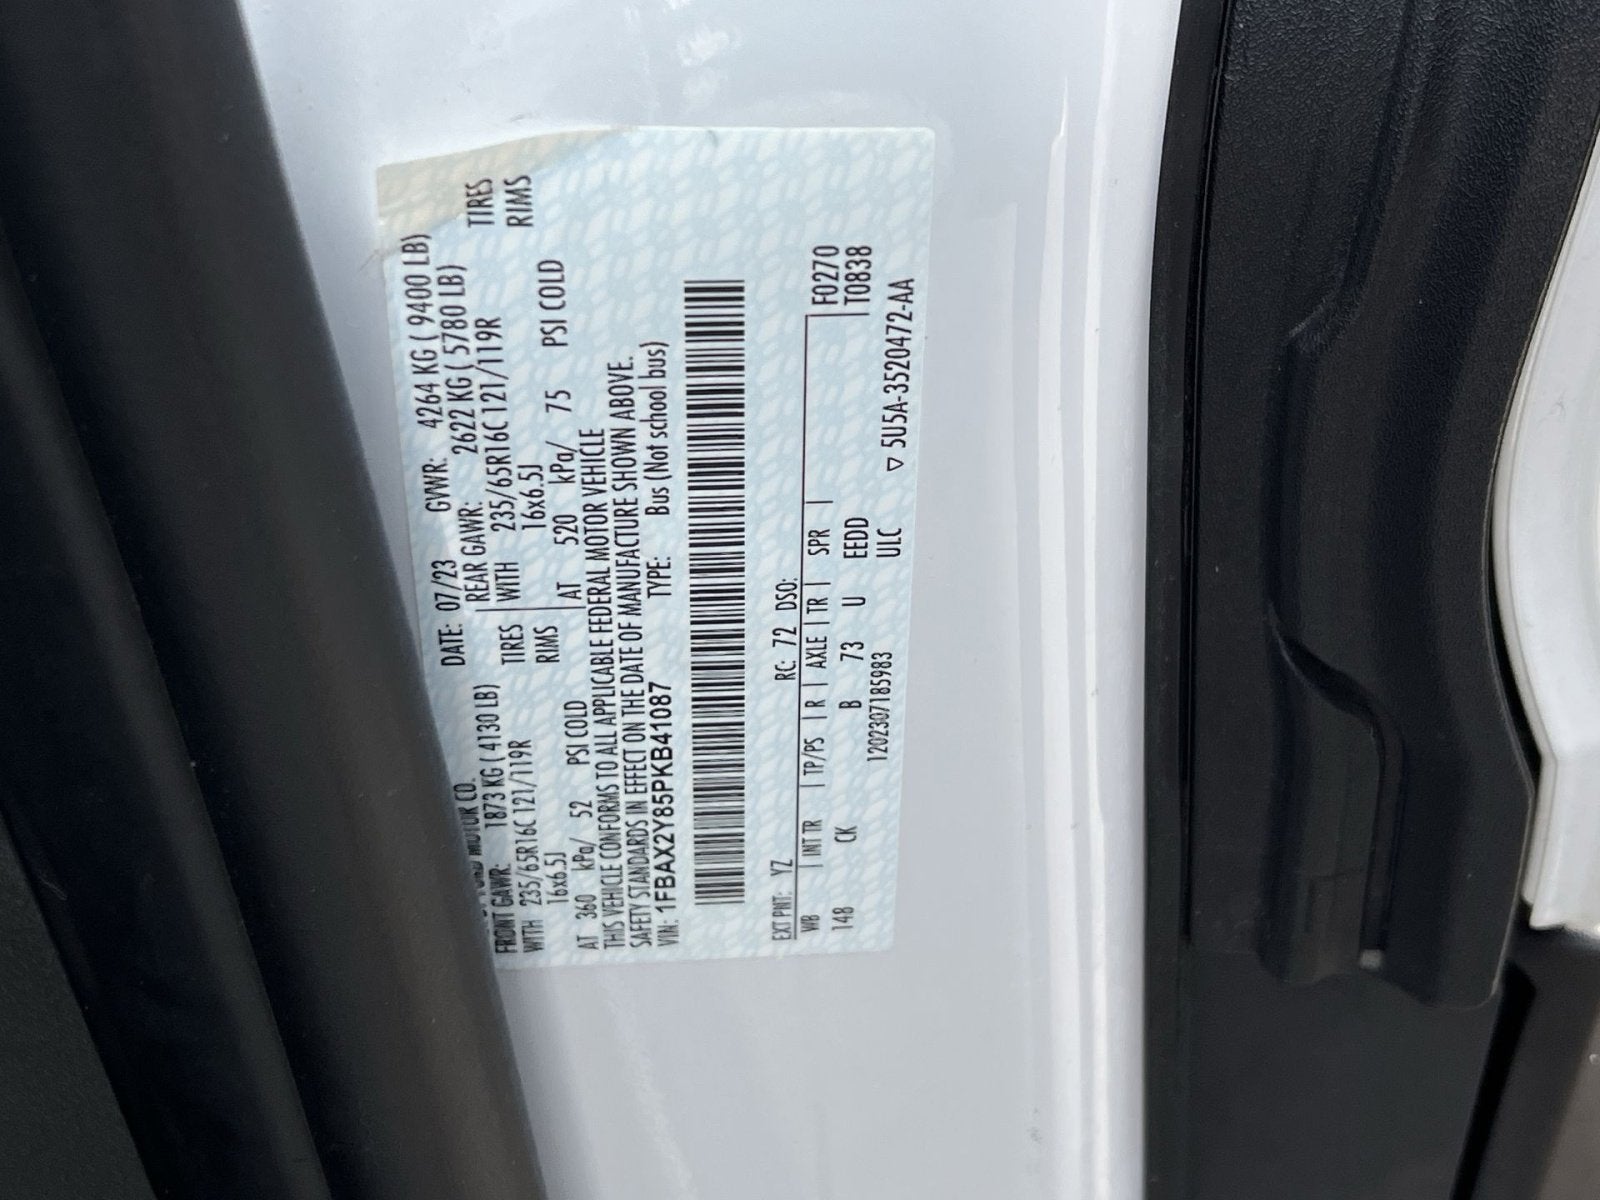 FORD MOTOR CO.
DATE: 07/23 GVWR: 4264 KG ( 9400 LB)
FRONT GAWR: 1873 KG ( 4130 LB) REAR GAWR: 2622 KG ( 5780 LB)
WITH 235/65R16C 121/119R TIRES WITH 235/65R16C 121/119R TIRES
16x6.5J RIMS 16x6.5J RIMS
AT 360 kPa/ 52 PSI COLD AT 520 kPa/ 75 PSI COLD
THIS VEHICLE CONFORMS TO ALL APPLICABLE FEDERAL MOTOR VEHICLE
SAFETY STANDARDS IN EFFECT ON THE DATE OF MANUFACTURE SHOWN ABOVE.
VIN: 1FBAX2Y85PKB41087 TYPE: Bus (Not school bus)
EXT PNT: YZ RC: 72 DSO:
WB | INT TR | TP/PS | R | AXLE | TR | SPR | F0270
148 CK B 73 U EEDD T0838
ULC
1202307185983 ▽ 5U5A-3520472-AA